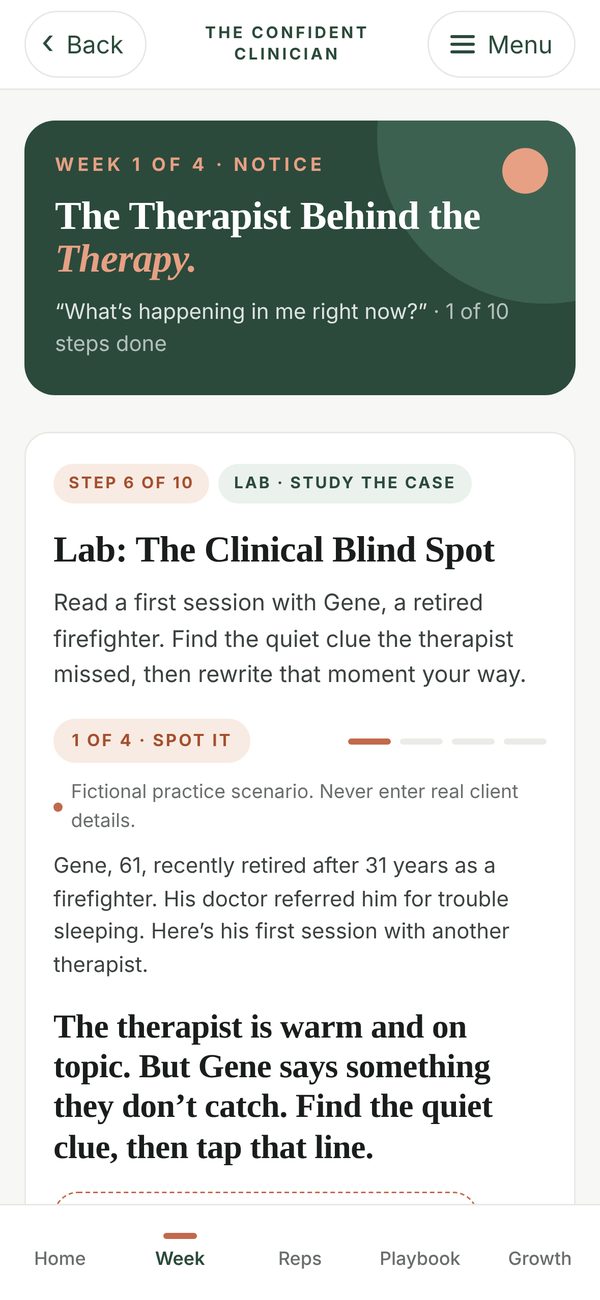 Back
THE CONFIDENT
CLINICIAN
Menu
WEEK 1 OF 4 · NOTICE
The Therapist Behind the
Therapy.
“What’s happening in me right now?” · 1 of 10
steps done
STEP 6 OF 10
LAB · STUDY THE CASE
Lab: The Clinical Blind Spot
Read a first session with Gene, a retired
firefighter. Find the quiet clue the therapist
missed, then rewrite that moment your way.
1 OF 4 · SPOT IT
Fictional practice scenario. Never enter real client
details.
Gene, 61, recently retired after 31 years as a
firefighter. His doctor referred him for trouble
sleeping. Here’s his first session with another
therapist.
The therapist is warm and on
topic. But Gene says something
they don’t catch. Find the quiet
clue, then tap that line.
Home
Week
Reps
Playbook
Growth